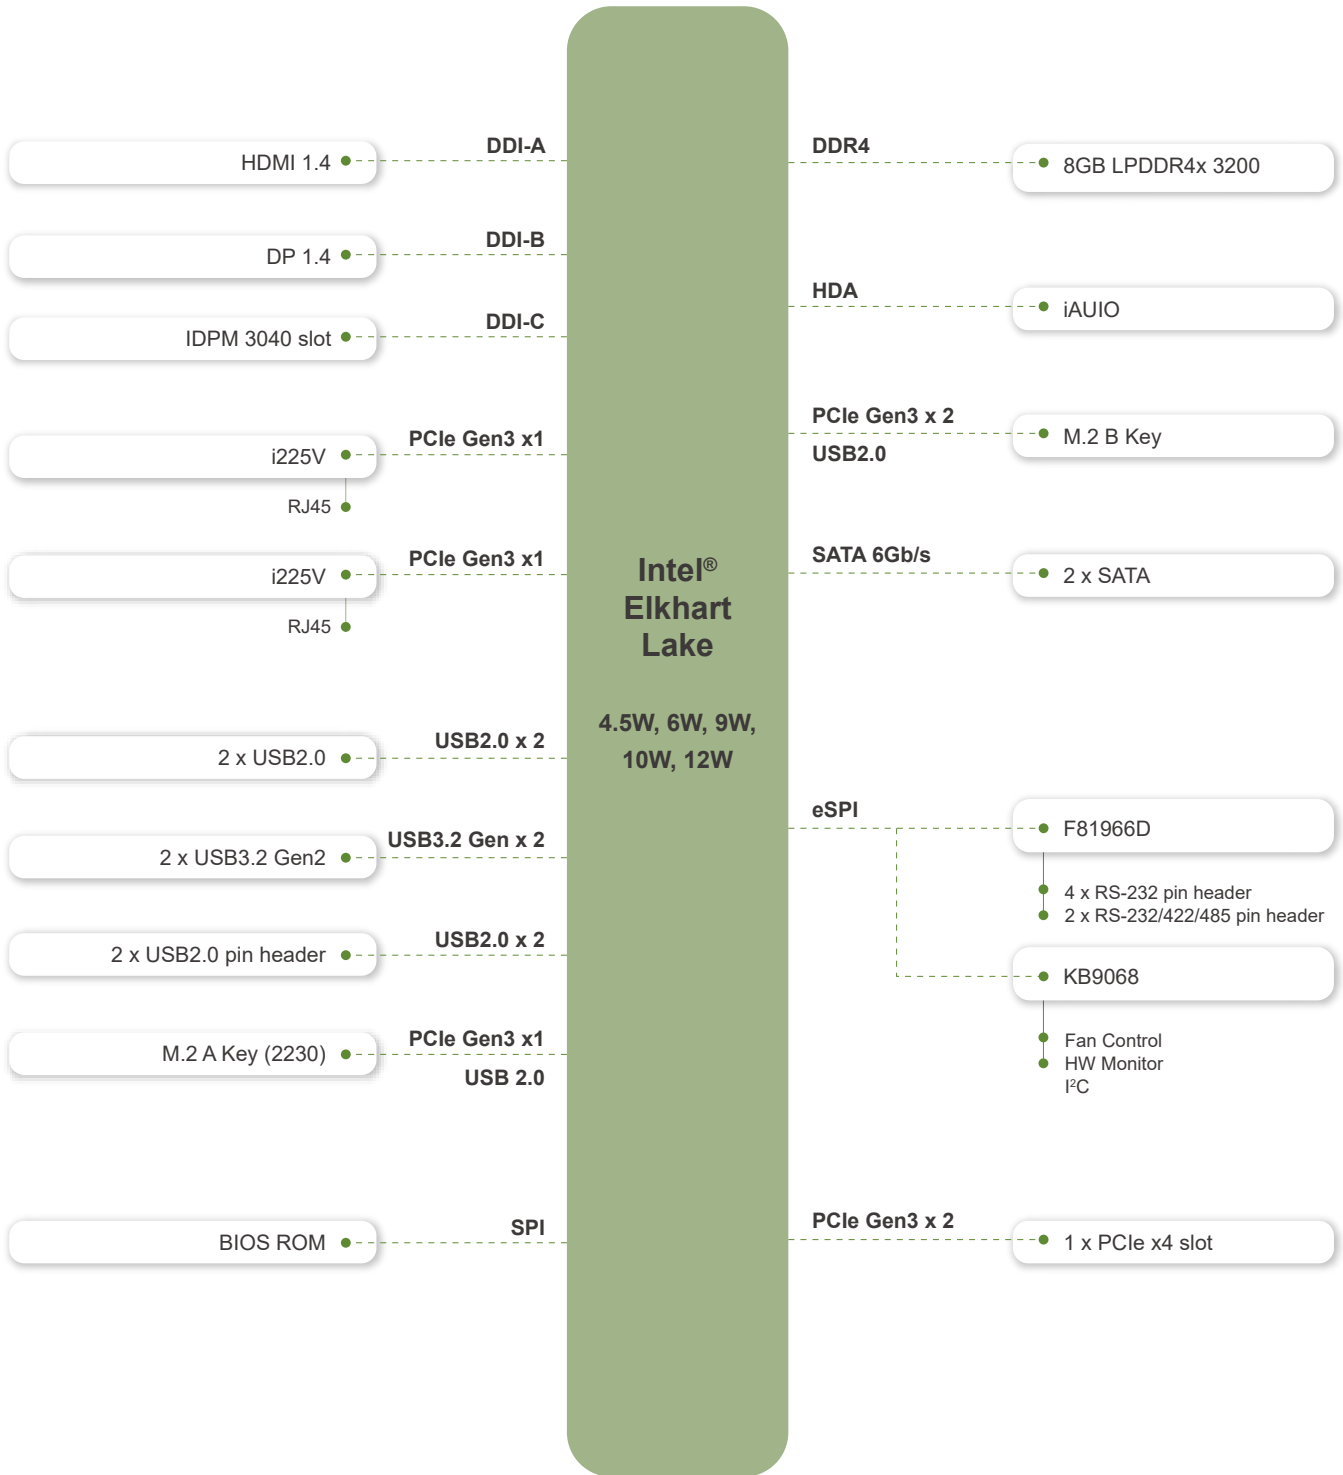 DDI-A
HDMI 1.4
DDI-B
DP 1.4
DDI-C
IDPM 3040 slot
PCIe Gen3 x1
i225V
RJ45
PCIe Gen3 x1
i225V
RJ45
USB2.0 x 2
2 x USB2.0
USB3.2 Gen x 2
2 x USB3.2 Gen2
USB2.0 x 2
2 x USB2.0 pin header
PCIe Gen3 x1
M.2 A Key (2230)
USB 2.0
SPI
BIOS ROM
Intel®
Elkhart
Lake
4.5W, 6W, 9W,
10W, 12W
DDR4
8GB LPDDR4x 3200
HDA
iAUIO
PCIe Gen3 x 2
M.2 B Key
USB2.0
SATA 6Gb/s
2 x SATA
eSPI
F81966D
4 x RS-232 pin header
2 x RS-232/422/485 pin header
KB9068
Fan Control
HW Monitor
I²C
PCIe Gen3 x 2
1 x PCIe x4 slot